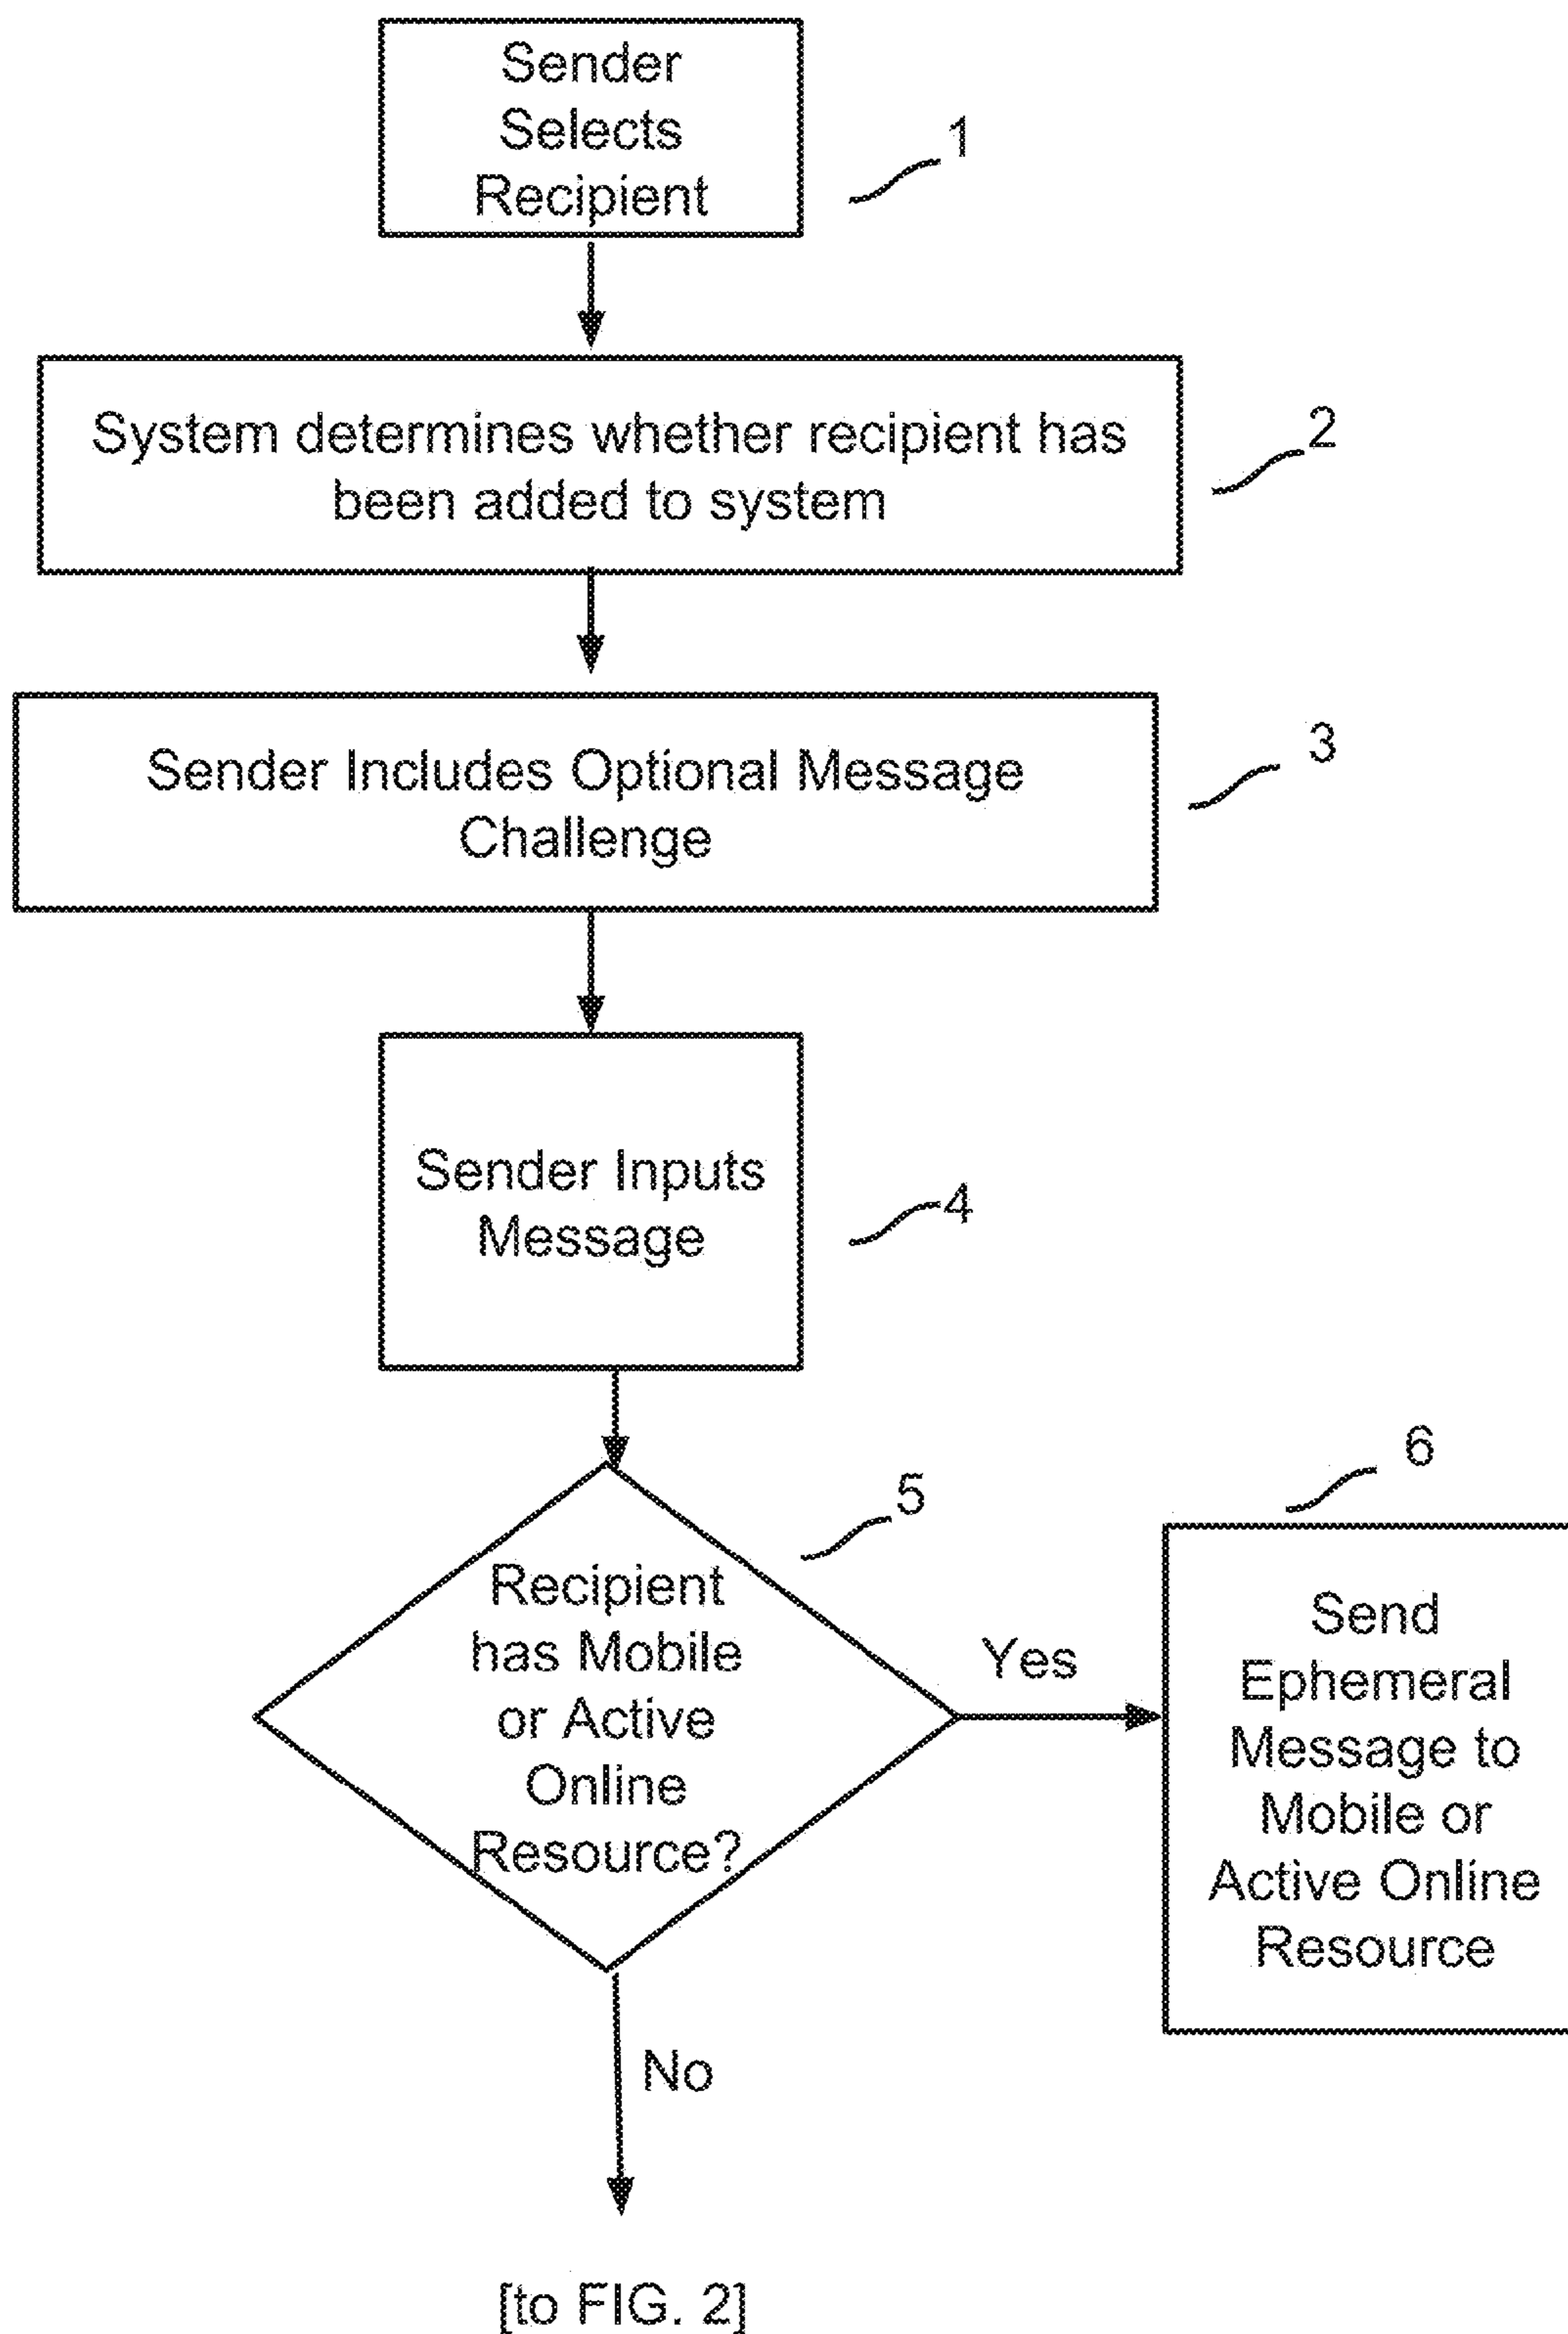 Sender
Selects
Recipient
1
System determines whether recipient has
been added to system
2
Sender Includes Optional Message
Challenge
3
Sender Inputs
Message
4
Recipient
has Mobile
or Active
Online
Resource?
5
Yes
6
Send
Ephemeral
Message to
Mobile or
Active Online
Resource
No
[to FIG. 2]